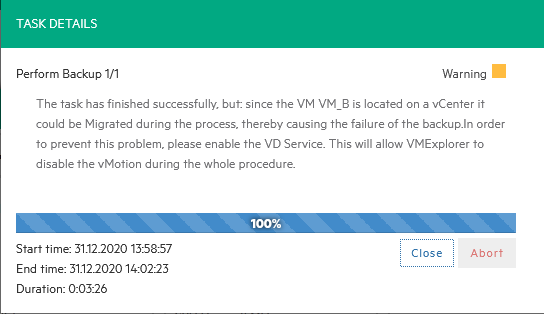 TASK DETAILS
Perform Backup 1/1
Warning
The task has finished successfully, but: since the VM VM_B is located on a vCenter it
could be Migrated during the process, thereby causing the failure of the backup.In order
to prevent this problem, please enable the VD Service. This will allow VMExplorer to
disable the vMotion during the whole procedure.
100%
Start time: 31.12.2020 13:58:57
End time: 31.12.2020 14:02:23
Duration: 0:03:26
Close
Abort